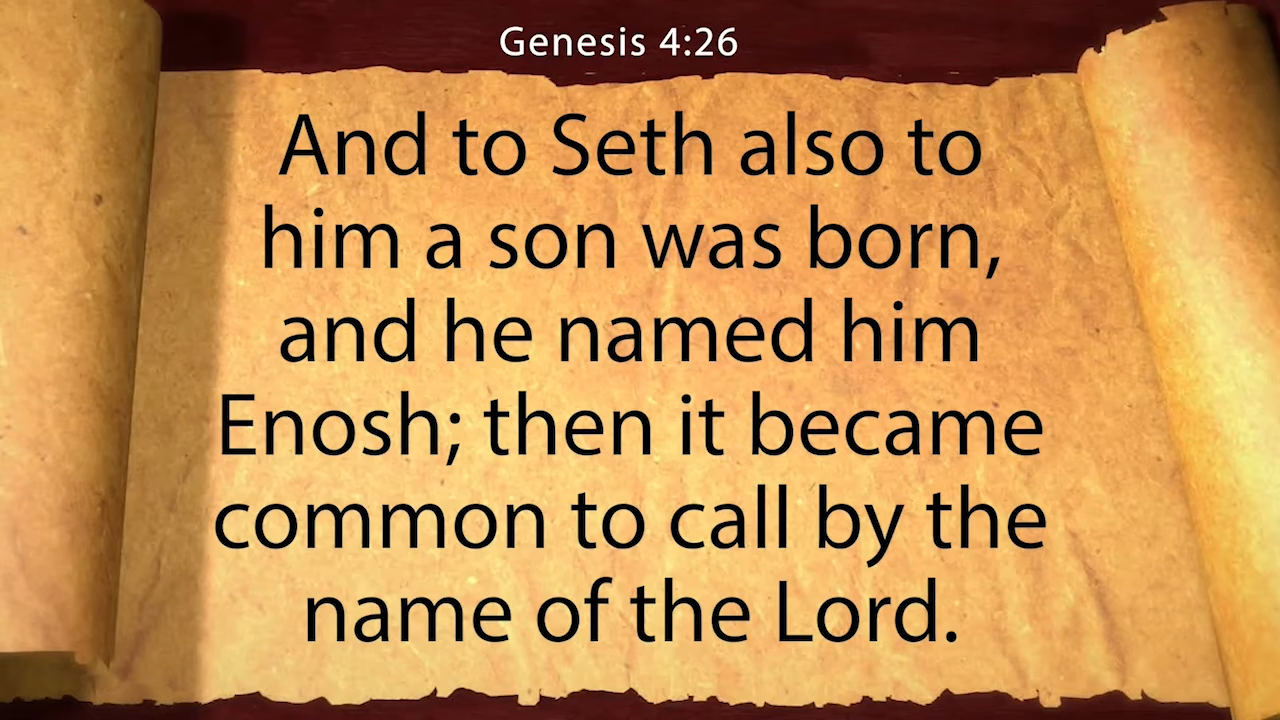 Genesis 4:26
And to Seth also to
him a son was born,
and he named him
Enosh; then it became
common to call by the
name of the Lord.